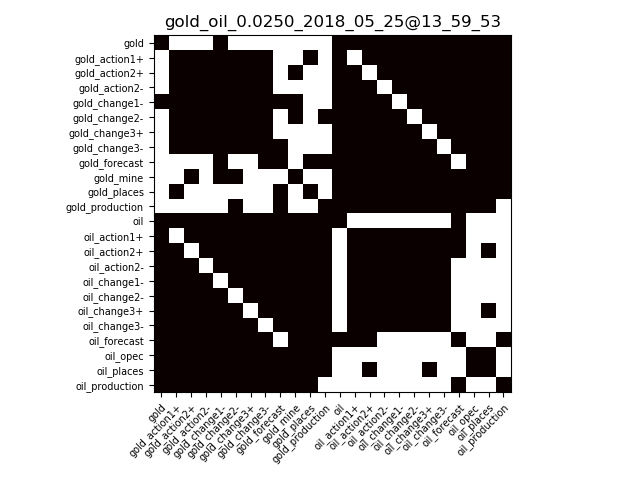 gold_oil_0.0250_2018_05_25@13_59_53
gold
gold_action1+
gold_action2+
gold_action2-
gold_change1-
gold_change2-
gold_change3+
gold_change3-
gold_forecast
gold_mine
gold_places
gold_production
oil
oil_action1+
oil_action2+
oil_action2-
oil_change1-
oil_change2-
oil_change3+
oil_change3-
oil_forecast
oil_opec
oil_places
oil_production
gold
gold_action1+
gold_action2+
gold_action2-
gold_change1-
gold_change2-
gold_change3+
gold_change3-
gold_forecast
gold_mine
gold_places
gold_production
oil
oil_action1+
oil_action2+
oil_action2-
oil_change1-
oil_change2-
oil_change3+
oil_change3-
oil_forecast
oil_opec
oil_places
oil_production